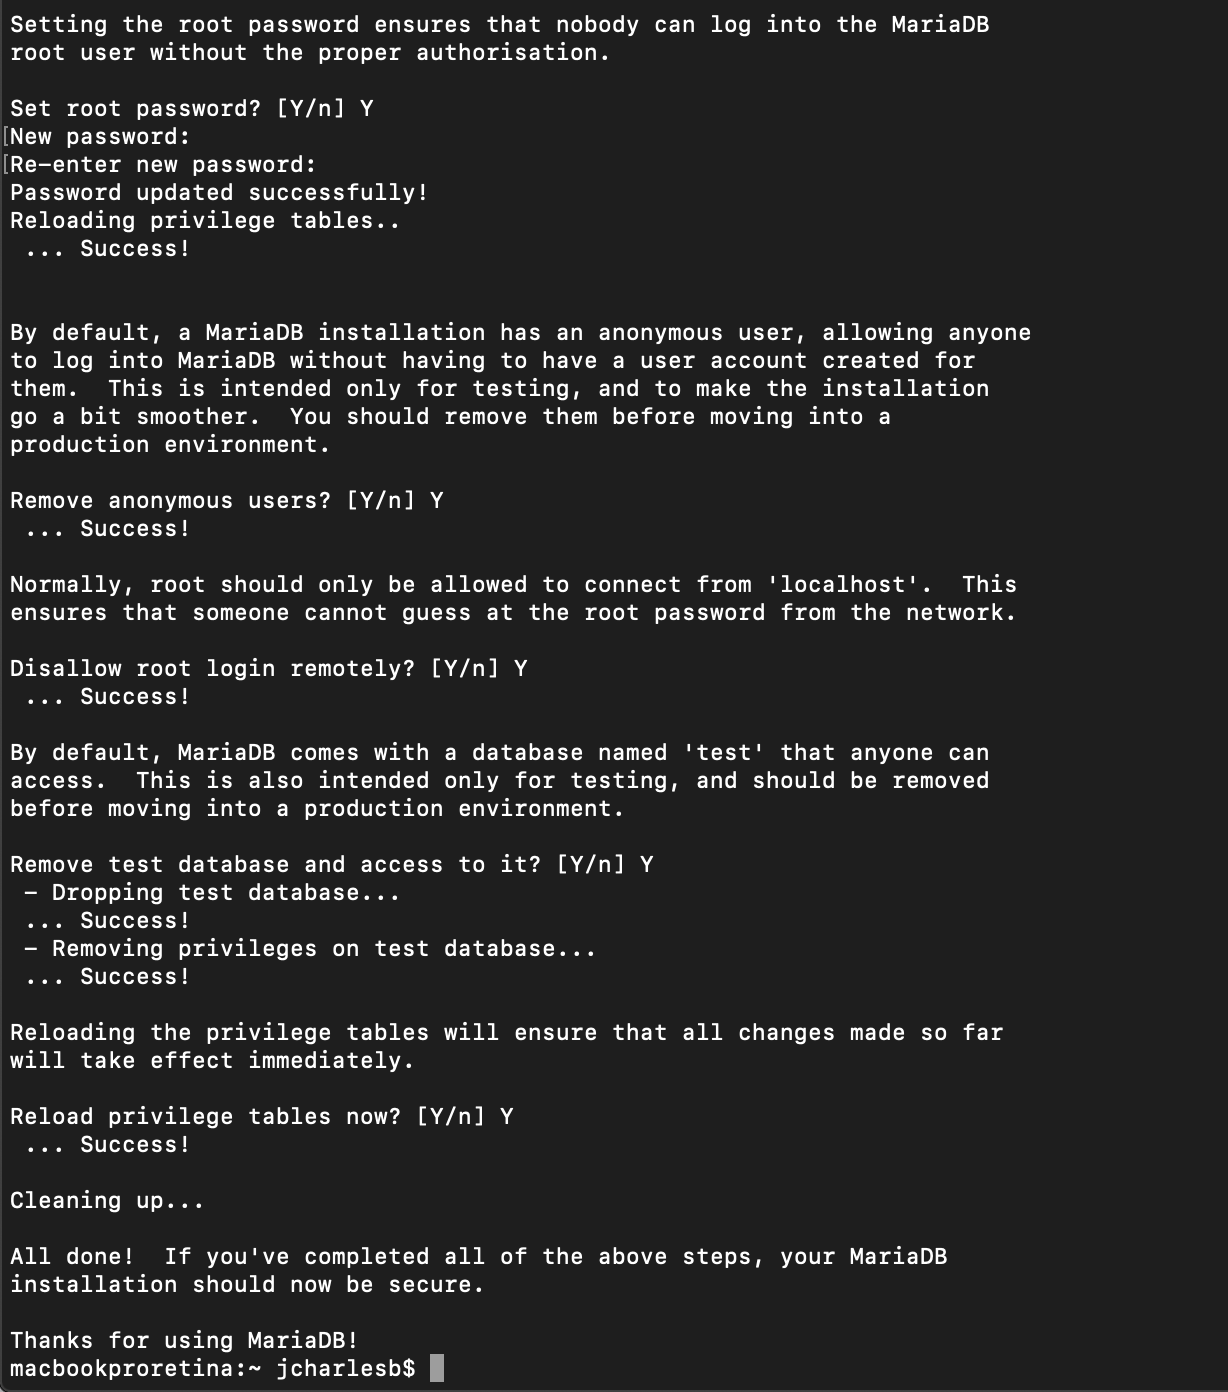 Setting the root password ensures that nobody can log into the MariaDB
root user without the proper authorisation.
Set root password? [Y/n] Y
[New password:
[Re-enter new password:
Password updated successfully!
Reloading privilege tables..
 ... Success!
By default, a MariaDB installation has an anonymous user, allowing anyone
to log into MariaDB without having to have a user account created for
them.  This is intended only for testing, and to make the installation
go a bit smoother.  You should remove them before moving into a
production environment.
Remove anonymous users? [Y/n] Y
 ... Success!
Normally, root should only be allowed to connect from 'localhost'.  This
ensures that someone cannot guess at the root password from the network.
Disallow root login remotely? [Y/n] Y
 ... Success!
By default, MariaDB comes with a database named 'test' that anyone can
access.  This is also intended only for testing, and should be removed
before moving into a production environment.
Remove test database and access to it? [Y/n] Y
 - Dropping test database...
 ... Success!
 - Removing privileges on test database...
 ... Success!
Reloading the privilege tables will ensure that all changes made so far
will take effect immediately.
Reload privilege tables now? [Y/n] Y
 ... Success!
Cleaning up...
All done!  If you've completed all of the above steps, your MariaDB
installation should now be secure.
Thanks for using MariaDB!
macbookproretina:~ jcharlesb$